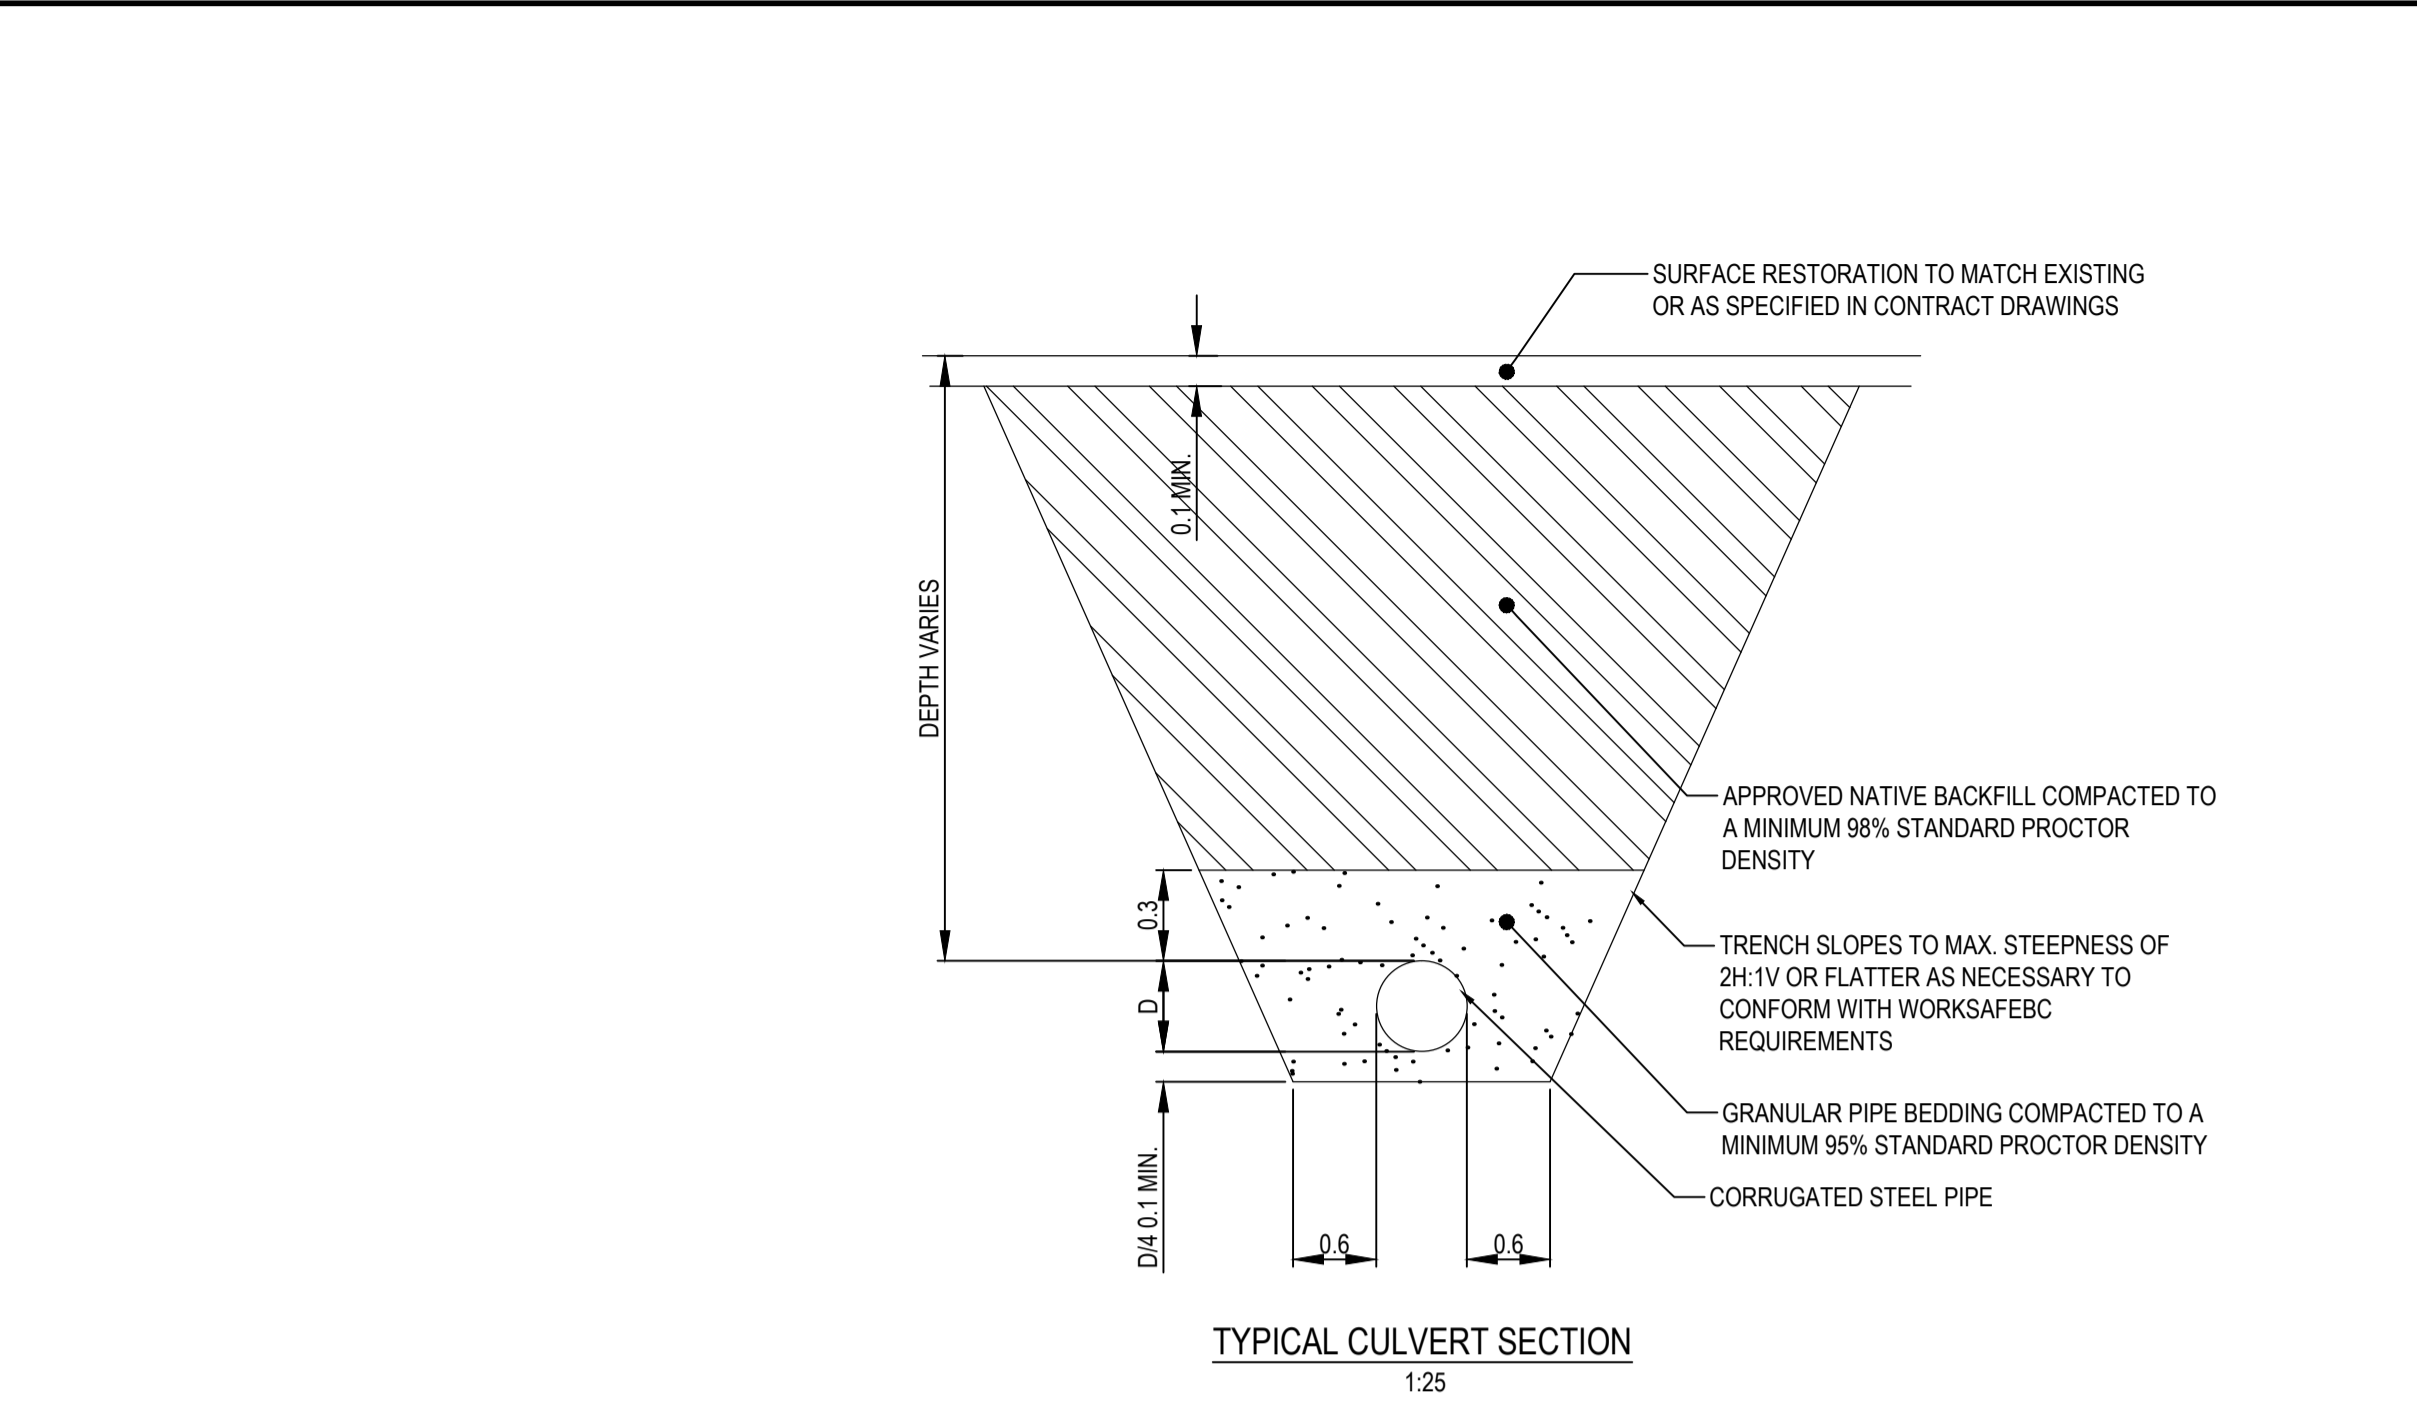 SURFACE RESTORATION TO MATCH EXISTING
OR AS SPECIFIED IN CONTRACT DRAWINGS
0.1 MIN.
DEPTH VARIES
APPROVED NATIVE BACKFILL COMPACTED TO
A MINIMUM 98% STANDARD PROCTOR
DENSITY
0.3
TRENCH SLOPES TO MAX. STEEPNESS OF
2H:1V OR FLATTER AS NECESSARY TO
CONFORM WITH WORKSAFEBC
REQUIREMENTS
D
GRANULAR PIPE BEDDING COMPACTED TO A
MINIMUM 95% STANDARD PROCTOR DENSITY
D/4 0.1 MIN.
CORRUGATED STEEL PIPE
0.6
0.6
TYPICAL CULVERT SECTION
1:25